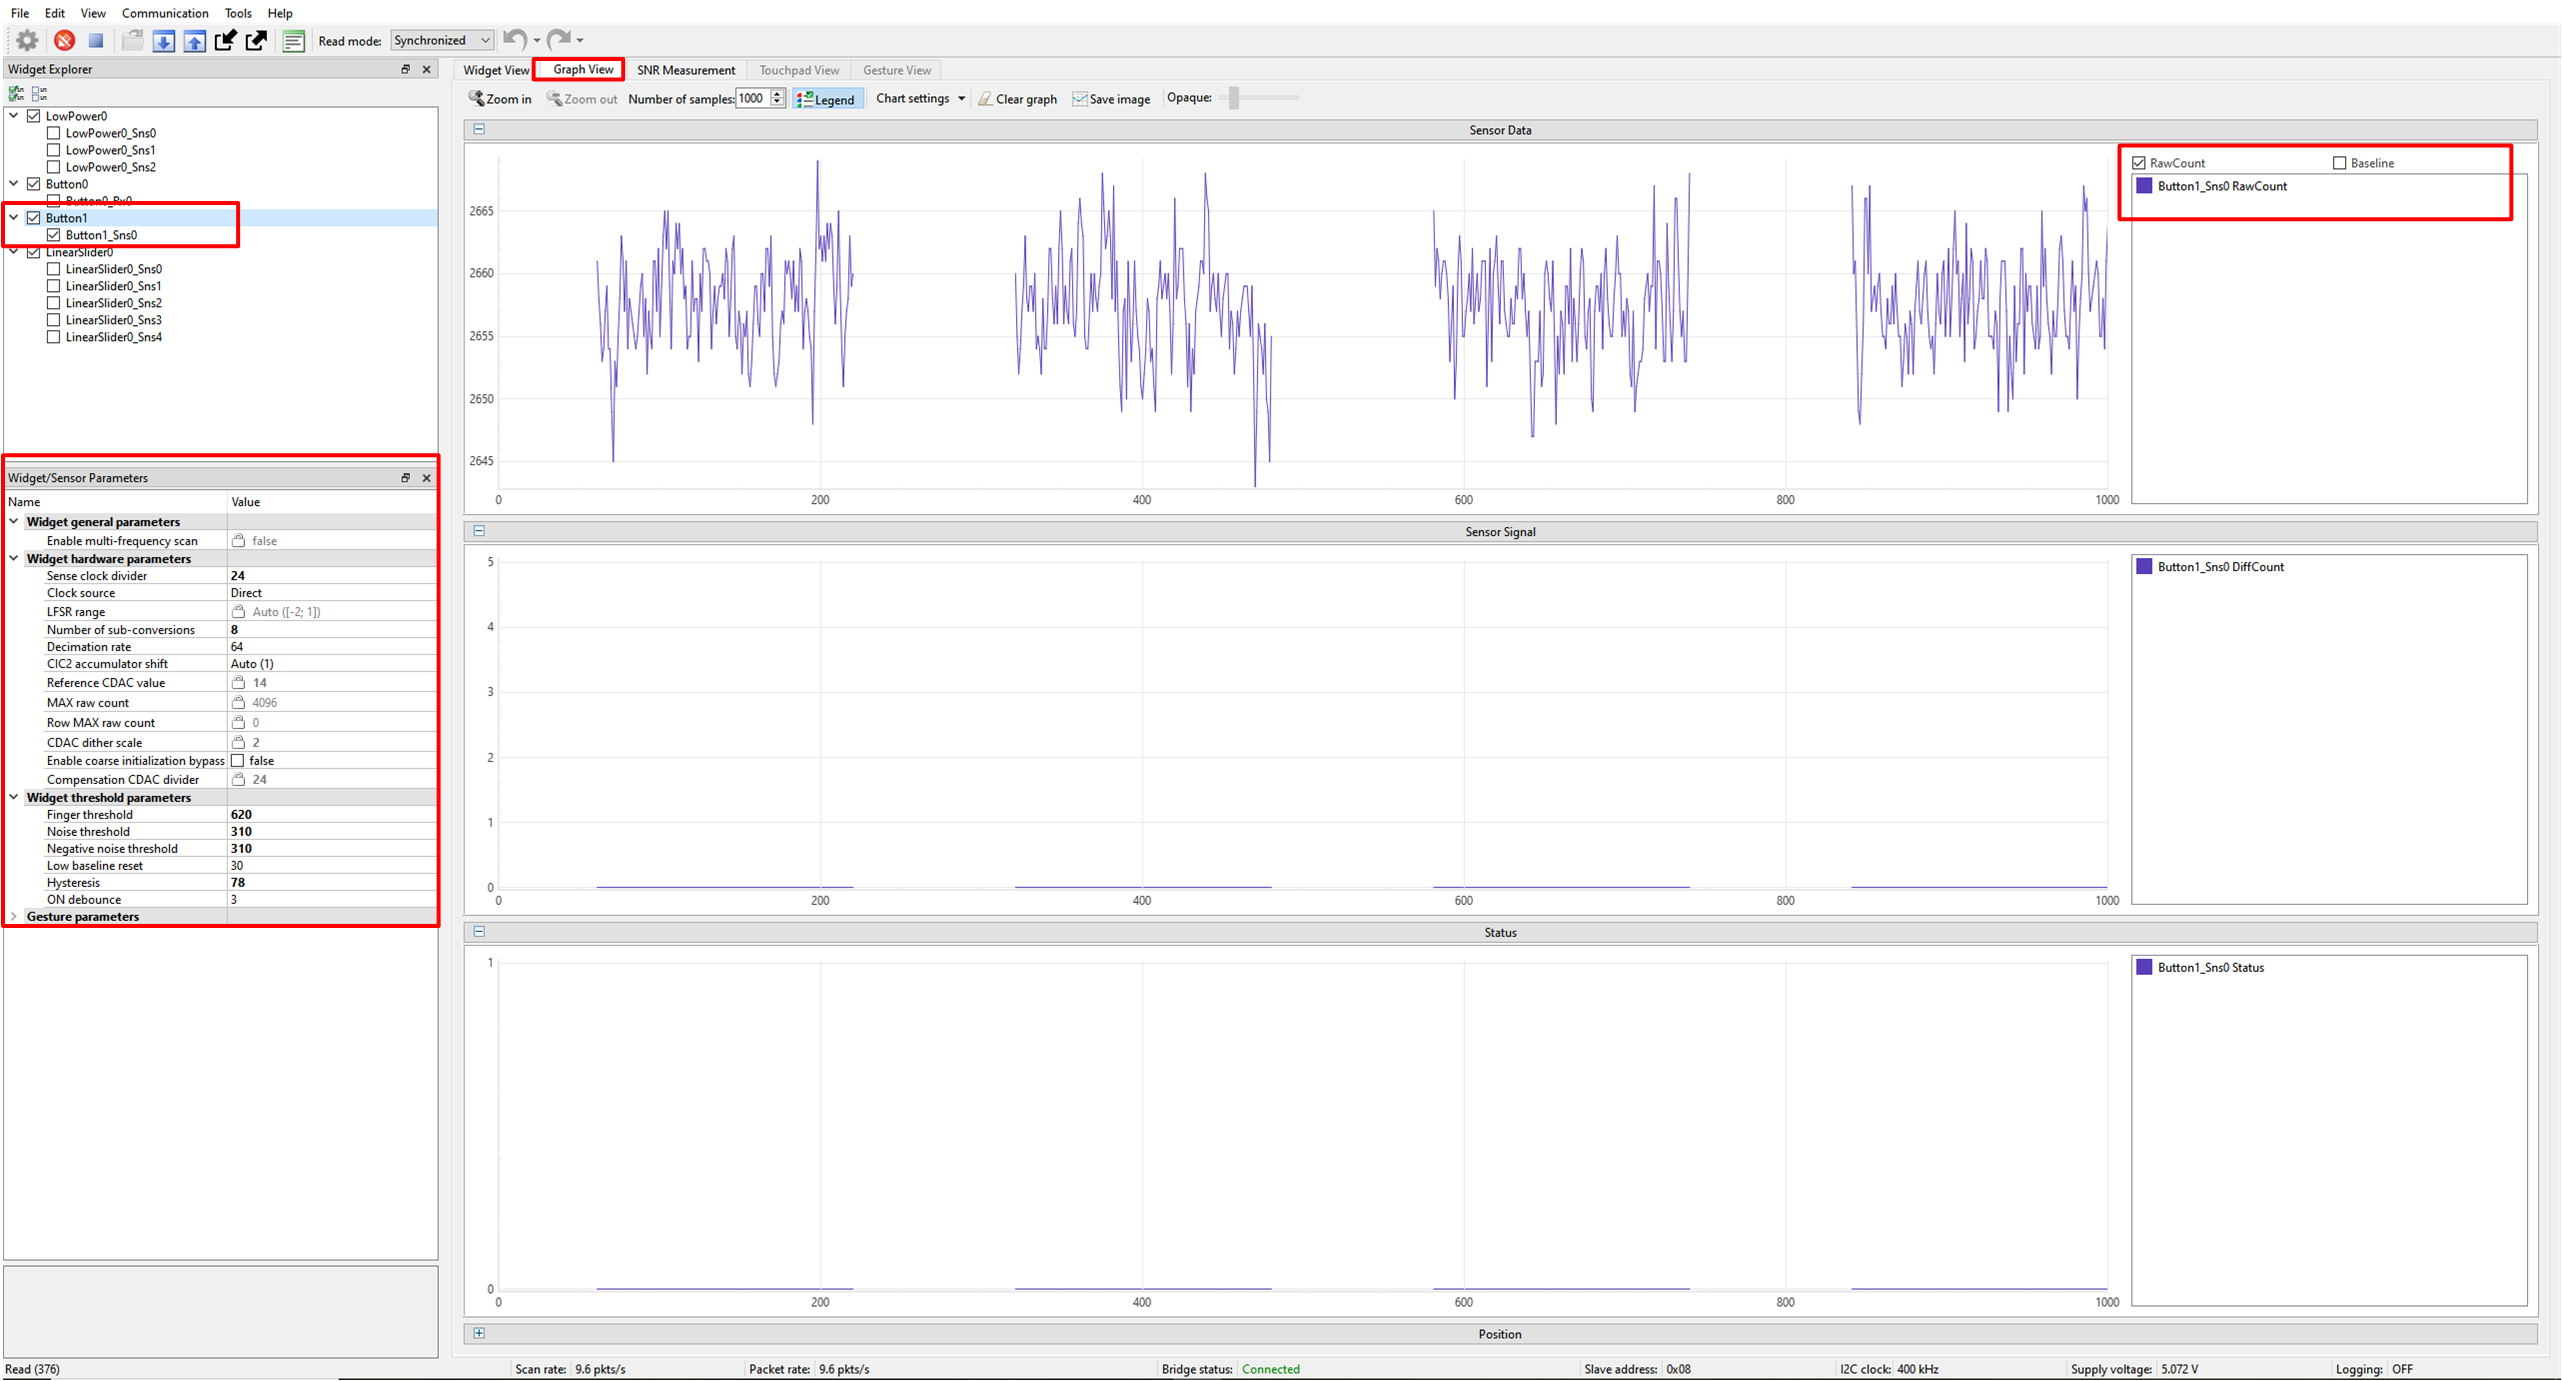 File Edit View Communication Tools Help
Read mode: Synchronized
Widget Explorer
LowPower0
LowPower0_Sns0
LowPower0_Sns1
LowPower0_Sns2
Button0
Button0_Rx0
Button1
Button1_Sns0
LinearSlider0
LinearSlider0_Sns0
LinearSlider0_Sns1
LinearSlider0_Sns2
LinearSlider0_Sns3
LinearSlider0_Sns4
Widget/Sensor Parameters
Name Value
Widget general parameters
Enable multi-frequency scan false
Widget hardware parameters
Sense clock divider 24
Clock source Direct
LFSR range Auto ([-2; 1])
Number of sub-conversions 8
Decimation rate 64
CIC2 accumulator shift Auto (1)
Reference CDAC value 14
MAX raw count 4096
Row MAX raw count 0
CDAC dither scale 2
Enable coarse initialization bypass false
Compensation CDAC divider 24
Widget threshold parameters
Finger threshold 620
Noise threshold 310
Negative noise threshold 310
Low baseline reset 30
Hysteresis 78
ON debounce 3
Gesture parameters
Widget View Graph View SNR Measurement Touchpad View Gesture View
Zoom in Zoom out Number of samples: 1000 Legend Chart settings Clear graph Save image Opaque:
Sensor Data
2665
2660
2655
2650
2645
0 200 400 600 800 1000
RawCount Baseline
Button1_Sns0 RawCount
Sensor Signal
5
4
3
2
1
0
0 200 400 600 800 1000
Button1_Sns0 DiffCount
Status
1
0
0 200 400 600 800 1000
Button1_Sns0 Status
Position
Read (376) Scan rate: 9.6 pkts/s Packet rate: 9.6 pkts/s Bridge status: Connected Slave address: 0x08 I2C clock: 400 kHz Supply voltage: 5.072 V Logging: OFF